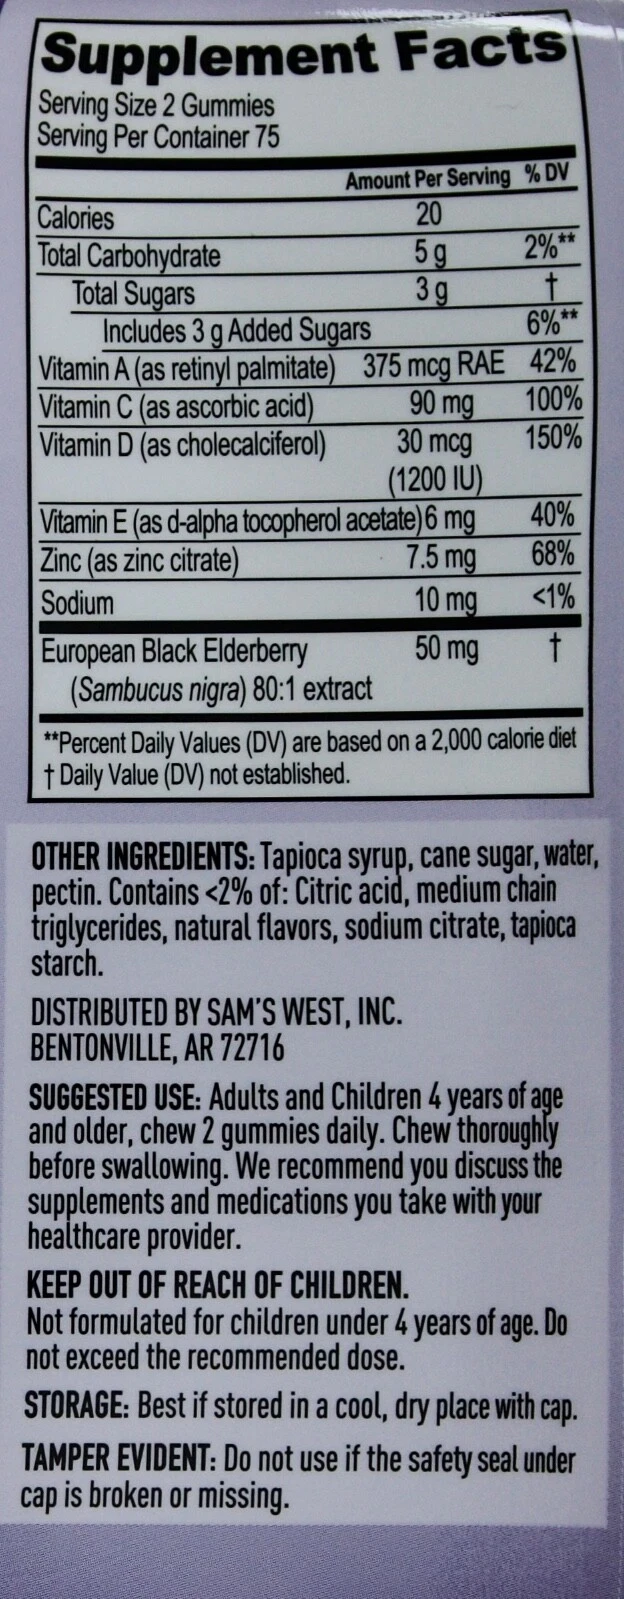 Supplement Facts
Serving Size 2 Gummies
Serving Per Container 75
Amount Per Serving % DV
Calories 20
Total Carbohydrate 5 g 2%**
Total Sugars 3 g †
Includes 3 g Added Sugars 6%**
Vitamin A (as retinyl palmitate) 375 mcg RAE 42%
Vitamin C (as ascorbic acid) 90 mg 100%
Vitamin D (as cholecalciferol) 30 mcg 150%
(1200 IU)
Vitamin E (as d-alpha tocopherol acetate) 6 mg 40%
Zinc (as zinc citrate) 7.5 mg 68%
Sodium 10 mg <1%
European Black Elderberry 50 mg †
(Sambucus nigra) 80:1 extract
**Percent Daily Values (DV) are based on a 2,000 calorie diet
† Daily Value (DV) not established.
OTHER INGREDIENTS: Tapioca syrup, cane sugar, water,
pectin. Contains <2% of: Citric acid, medium chain
triglycerides, natural flavors, sodium citrate, tapioca
starch.
DISTRIBUTED BY SAM'S WEST, INC.
BENTONVILLE, AR 72716
SUGGESTED USE: Adults and Children 4 years of age
and older, chew 2 gummies daily. Chew thoroughly
before swallowing. We recommend you discuss the
supplements and medications you take with your
healthcare provider.
KEEP OUT OF REACH OF CHILDREN.
Not formulated for children under 4 years of age. Do
not exceed the recommended dose.
STORAGE: Best if stored in a cool, dry place with cap.
TAMPER EVIDENT: Do not use if the safety seal under
cap is broken or missing.